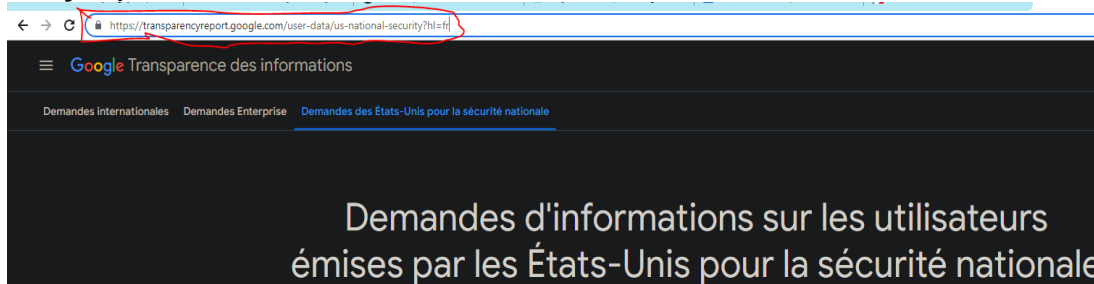 https://transparencyreport.google.com/user-data/us-national-security?hl=fr
Google Transparence des informations
Demandes internationales Demandes Enterprise Demandes des États-Unis pour la sécurité nationale
Demandes d'informations sur les utilisateurs
émises par les États-Unis pour la sécurité nationale